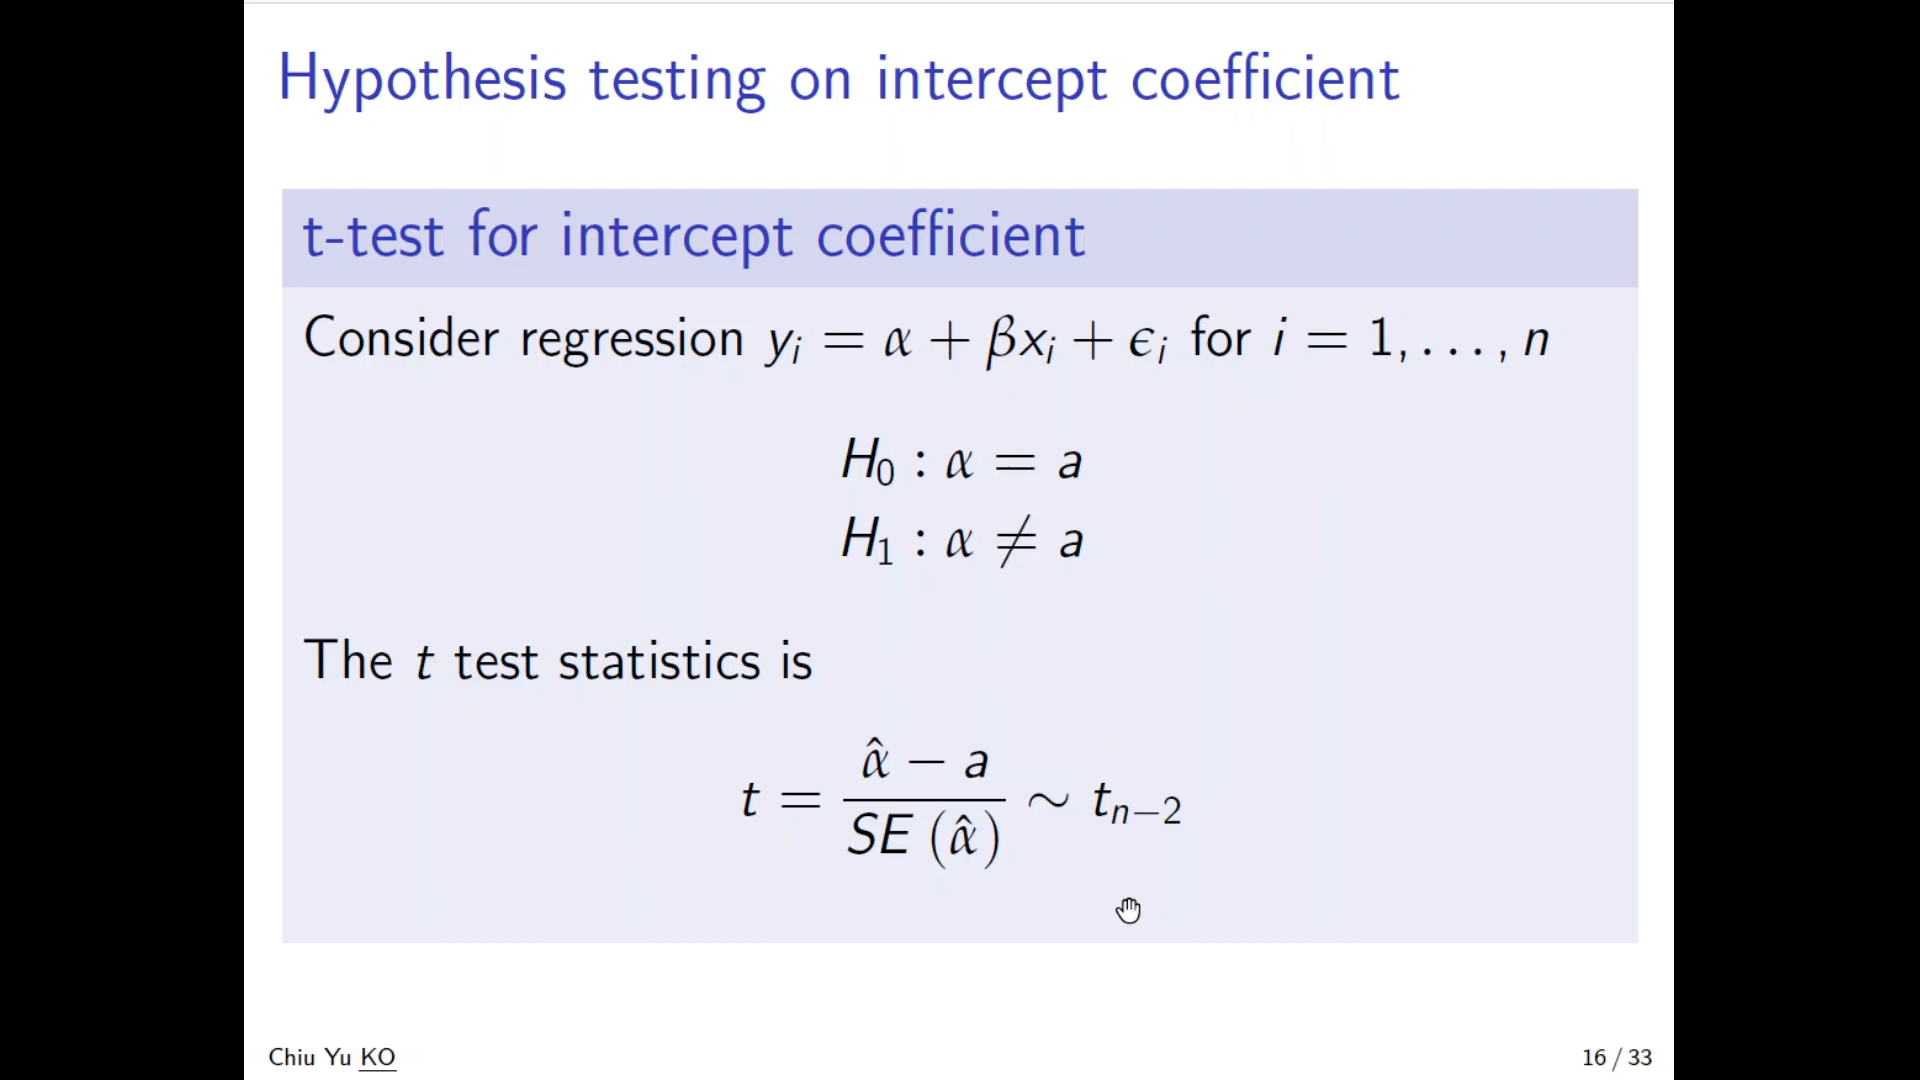 Hypothesis testing on intercept coefficient
t-test for intercept coefficient
Consider regression yᵢ = α + βxᵢ + ϵᵢ for i = 1, . . . , n
H₀ : α = a
H₁ : α ≠ a
The t test statistics is
t = (α̂ − a) / SE (α̂) ∼ tₙ₋₂
Chiu Yu KO
16 / 33